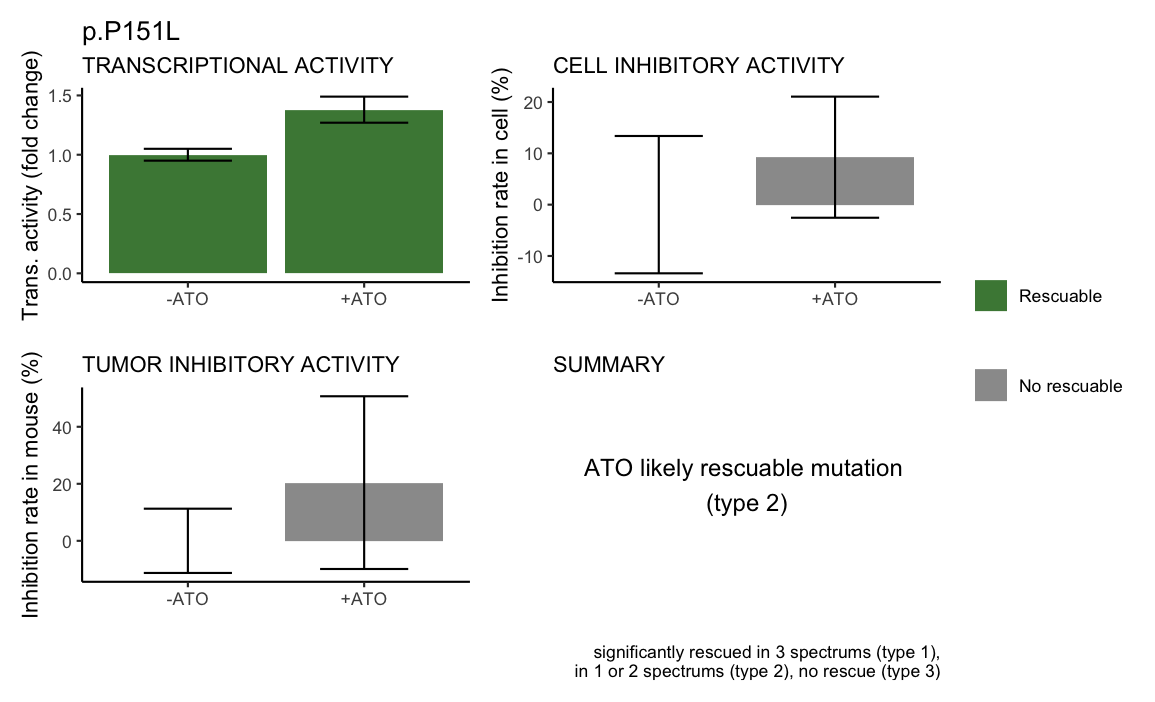 p.P151L
TRANSCRIPTIONAL ACTIVITY
Trans. activity (fold change)
1.5
1.0
0.5
0.0
-ATO
+ATO
CELL INHIBITORY ACTIVITY
Inhibition rate in cell (%)
20
10
0
-10
-ATO
+ATO
Rescuable
No rescuable
TUMOR INHIBITORY ACTIVITY
Inhibition rate in mouse (%)
40
20
0
-ATO
+ATO
SUMMARY
ATO likely rescuable mutation
(type 2)
significantly rescued in 3 spectrums (type 1),
in 1 or 2 spectrums (type 2), no rescue (type 3)